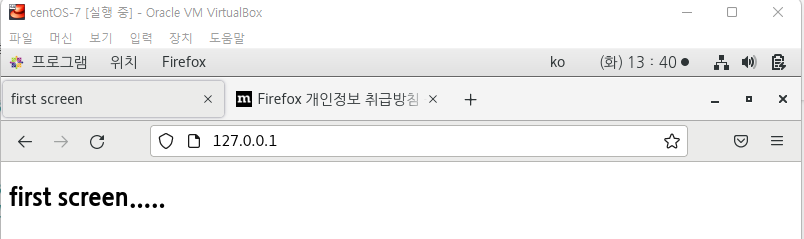 centOS-7 [실행 중] - Oracle VM VirtualBox
파일 머신 보기 입력 장치 도움말
프로그램 위치 Firefox ko (화) 13 : 40
first screen Firefox 개인정보 취급방침
127.0.0.1
first screen.....